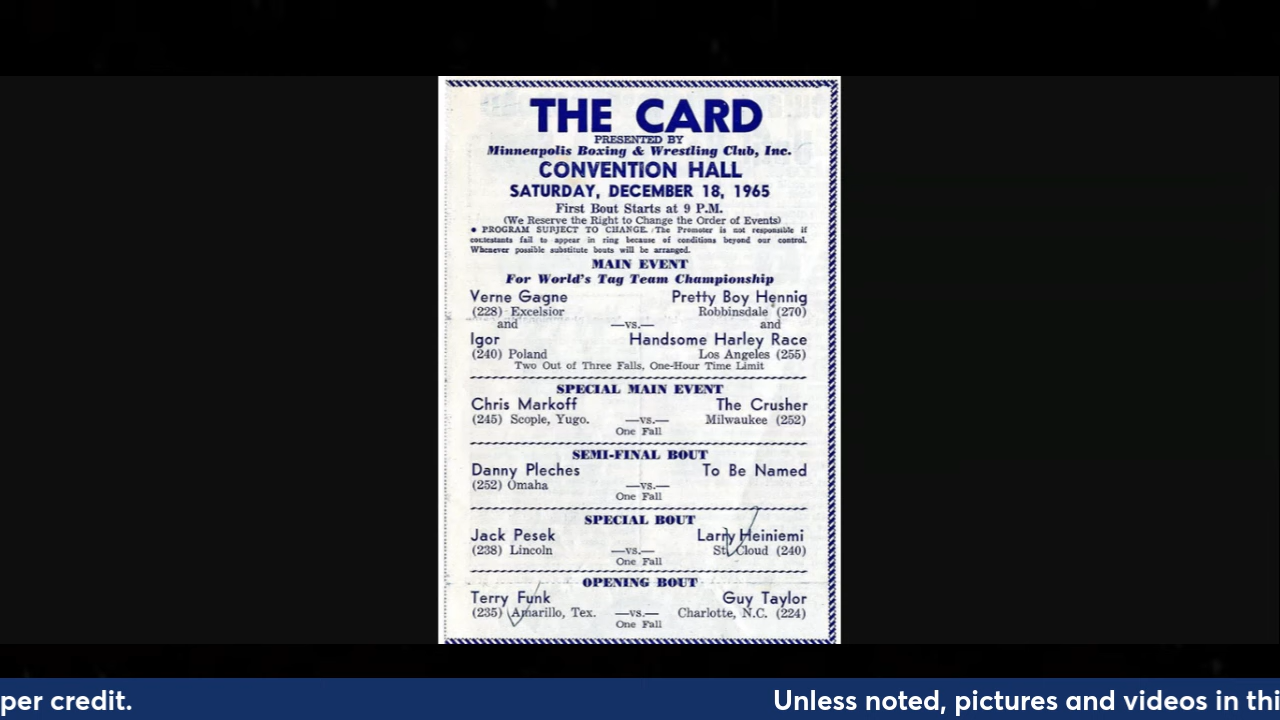 THE CARD
PRESENTED BY
Minneapolis Boxing & Wrestling Club, Inc.
CONVENTION HALL
SATURDAY, DECEMBER 18, 1965
First Bout Starts at 9 P.M.
(We Reserve the Right to Change the Order of Events)
• PROGRAM SUBJECT TO CHANGE. The Promoter is not responsible if
contestants fail to appear in ring because of conditions beyond our control.
Whenever possible substitute bouts will be arranged.
MAIN EVENT
For World's Tag Team Championship
Verne Gagne Pretty Boy Hennig
(228) Excelsior Robbinsdale (270)
and —vs.— and
Igor Handsome Harley Race
(240) Poland Los Angeles (255)
Two Out of Three Falls, One-Hour Time Limit
SPECIAL MAIN EVENT
Chris Markoff The Crusher
(245) Scople, Yugo. —vs.— Milwaukee (252)
One Fall
SEMI-FINAL BOUT
Danny Pleches To Be Named
(252) Omaha —vs.—
One Fall
SPECIAL BOUT
Jack Pesek Larry Heiniemi
(238) Lincoln —vs.— St. Cloud (240)
One Fall
OPENING BOUT
Terry Funk Guy Taylor
(235) Amarillo, Tex. —vs.— Charlotte, N.C. (224)
One Fall
per credit. Unless noted, pictures and videos in thi